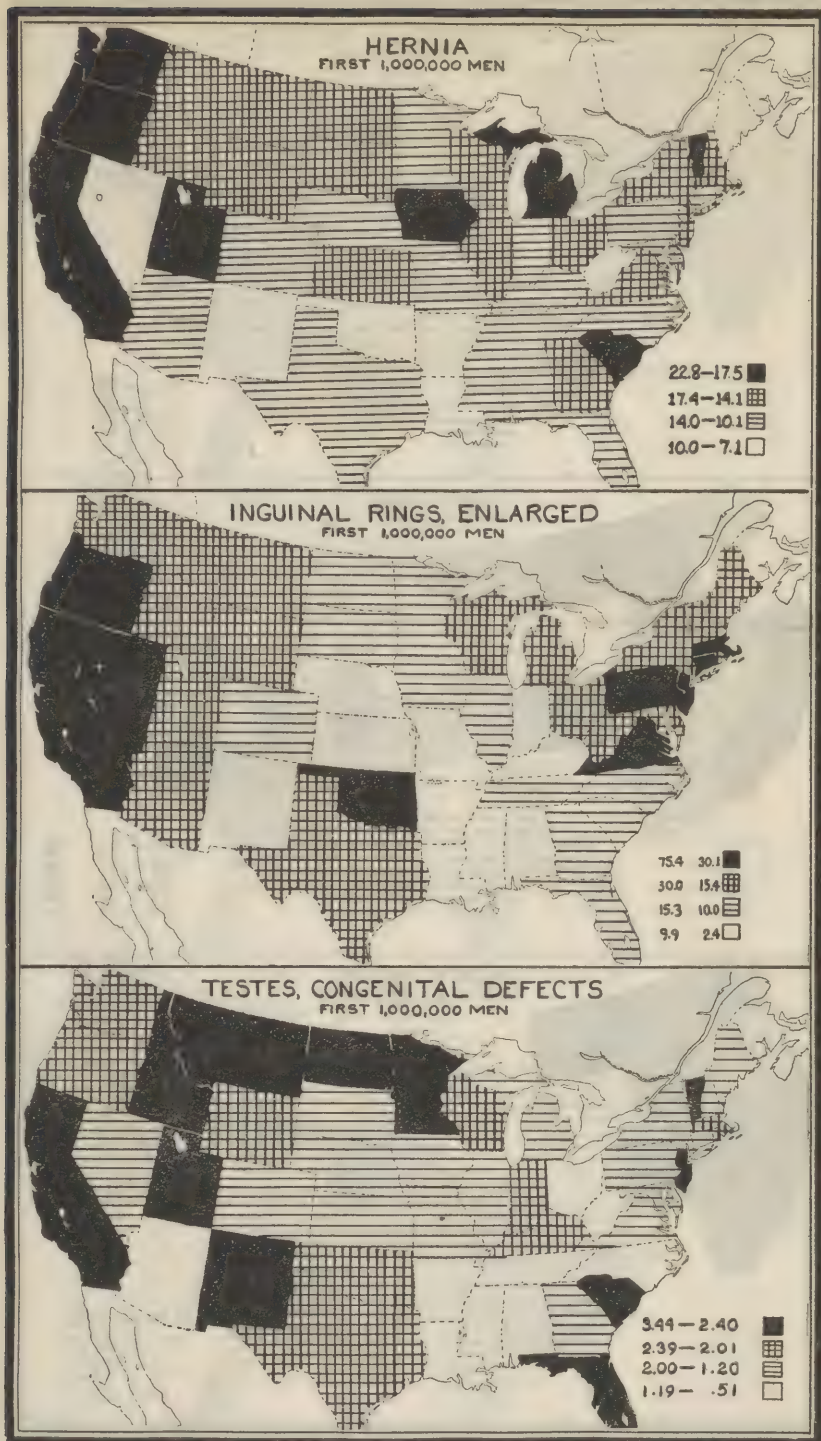 HERNIA
FIRST 1,000,000 MEN
22.8—17.5
17.4—14.1
14.0—10.1
10.0—7.1
INGUINAL RINGS, ENLARGED
FIRST 1,000,000 MEN
75.4 30.1
30.0 15.4
15.3 10.0
9.9 2.4
TESTES, CONGENITAL DEFECTS
FIRST 1,000,000 MEN
3.44—2.40
2.39—2.01
2.00—1.20
1.19— .51